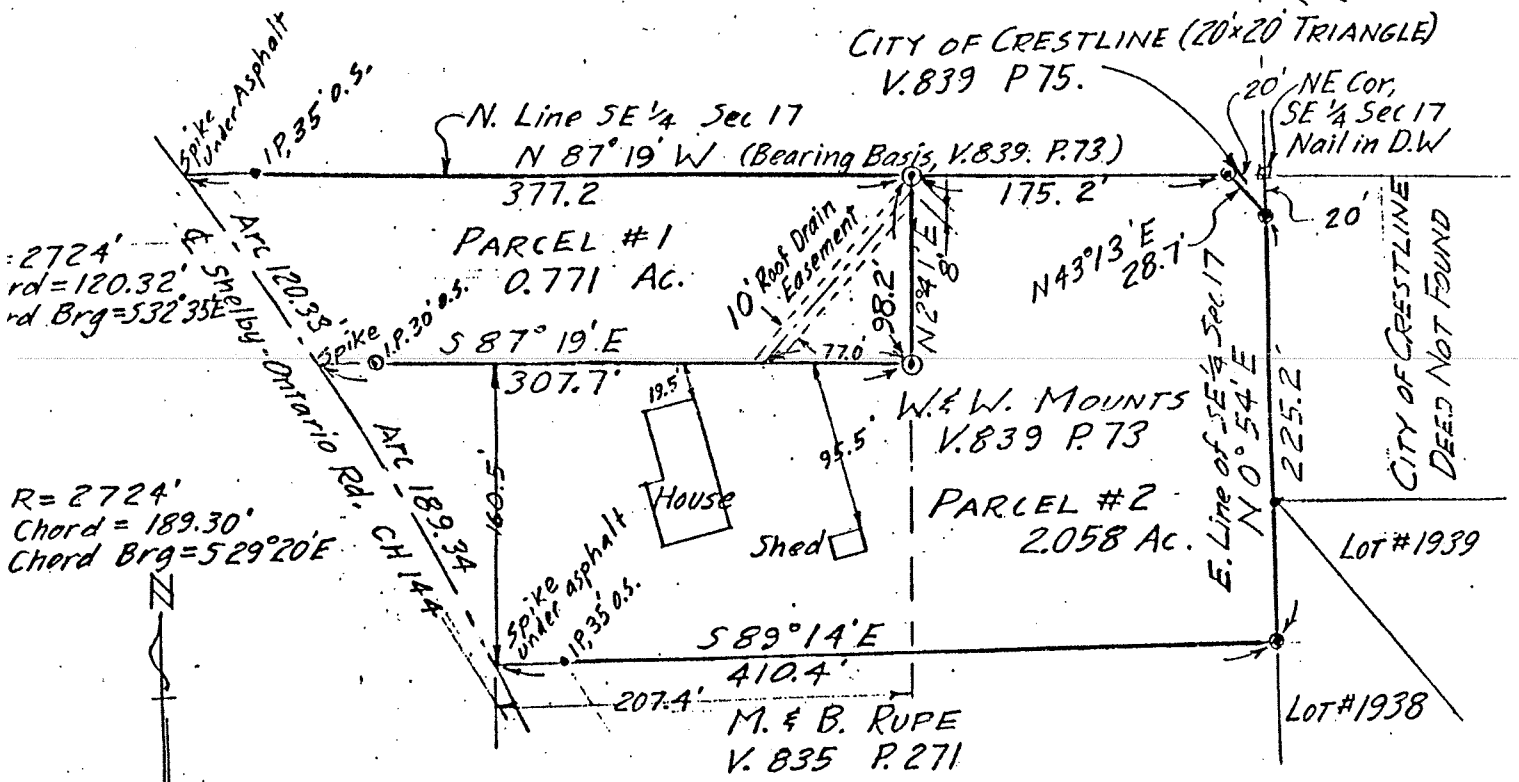 CITY OF CRESTLINE (20'x20' TRIANGLE)
V.839 P 75.
20'
NE Cor,
SE ¼ Sec 17
Nail in D.W
Spike
under Asphalt
I.P, 35' O.S.
N. Line SE ¼ Sec 17
N 87° 19' W (Bearing Basis, V.839. P.73)
377.2
175.2'
20'
= 2724'
rd = 120.32'
rd Brg = S32°35'E
Arc 120.33'
PARCEL #1
0.771 Ac.
10' Roof Drain
Easement
98.2'
N2°41'E
8'
N43°13'E
28.7'
E. Line of SE ¼ Sec 17
N 0° 54' E
225.2'
CITY OF CRESTLINE
DEED NOT FOUND
Spike
I.P. 30' O.S.
S 87° 19' E
307.7'
77.0'
₵ Shelby-Ontario Rd. CH 144
Arc 189.34
19.5'
95.5'
160.5'
House
Shed
W. & W. MOUNTS
V.839 P. 73
PARCEL #2
2.058 Ac.
R = 2724'
Chord = 189.30'
Chord Brg = S29°20'E
N
Spike
under asphalt
I.P, 35' O.S.
LOT #1939
S 89° 14' E
410.4'
207.4'
M. & B. RUPE
V. 835 P. 271
LOT #1938